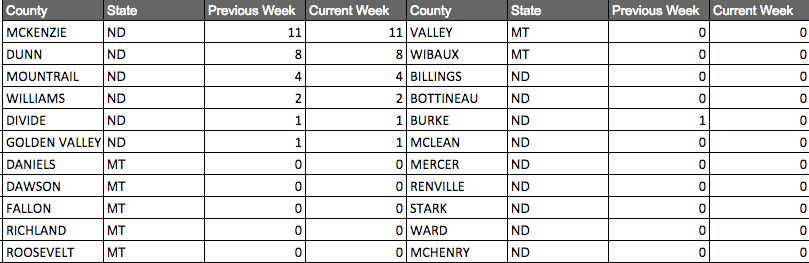 County State Previous Week Current Week County State Previous Week Current Week
MCKENZIE ND 11 11 VALLEY MT 0 0
DUNN ND 8 8 WIBAUX MT 0 0
MOUNTRAIL ND 4 4 BILLINGS ND 0 0
WILLIAMS ND 2 2 BOTTINEAU ND 0 0
DIVIDE ND 1 1 BURKE ND 1 0
GOLDEN VALLEY ND 1 1 MCLEAN ND 0 0
DANIELS MT 0 0 MERCER ND 0 0
DAWSON MT 0 0 RENVILLE ND 0 0
FALLON MT 0 0 STARK ND 0 0
RICHLAND MT 0 0 WARD ND 0 0
ROOSEVELT MT 0 0 MCHENRY ND 0 0